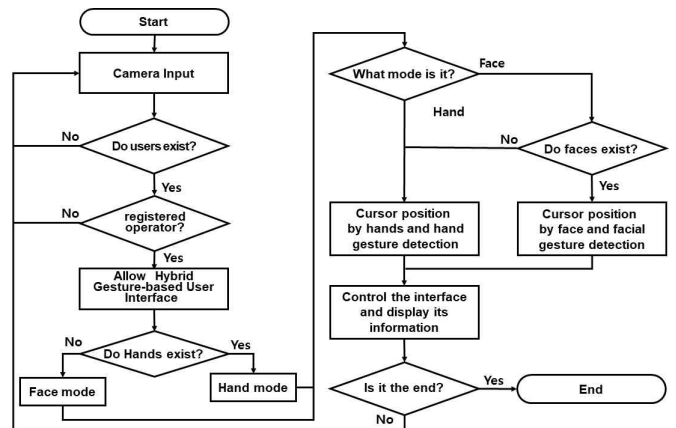 Start
Camera Input
No
Do users exist?
Yes
No
registered
operator?
Yes
Allow Hybrid
Gesture-based User
Interface
No
Do Hands exist?
Yes
Face mode
Hand mode
What mode is it?
Face
Hand
No
Do faces exist?
Yes
Cursor position
by hands and hand
gesture detection
Cursor position
by face and facial
gesture detection
Control the interface
and display its
information
Is it the end?
Yes
End
No